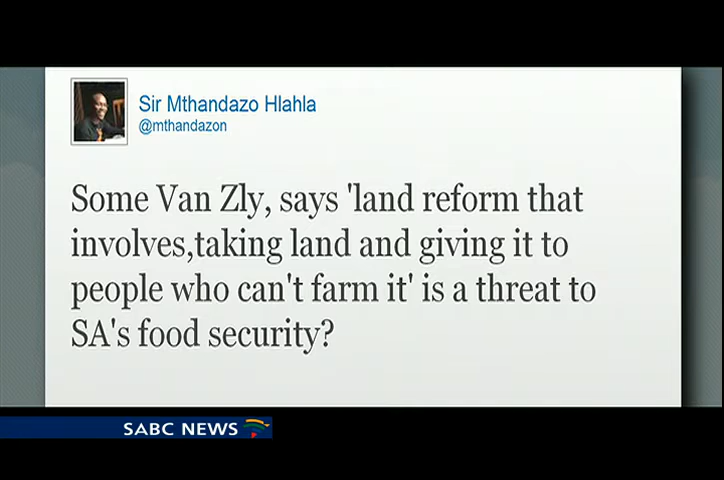 Sir Mthandazo Hlahla
@mthandazon
Some Van Zly, says 'land reform that
involves,taking land and giving it to
people who can't farm it' is a threat to
SA's food security?
SABC NEWS